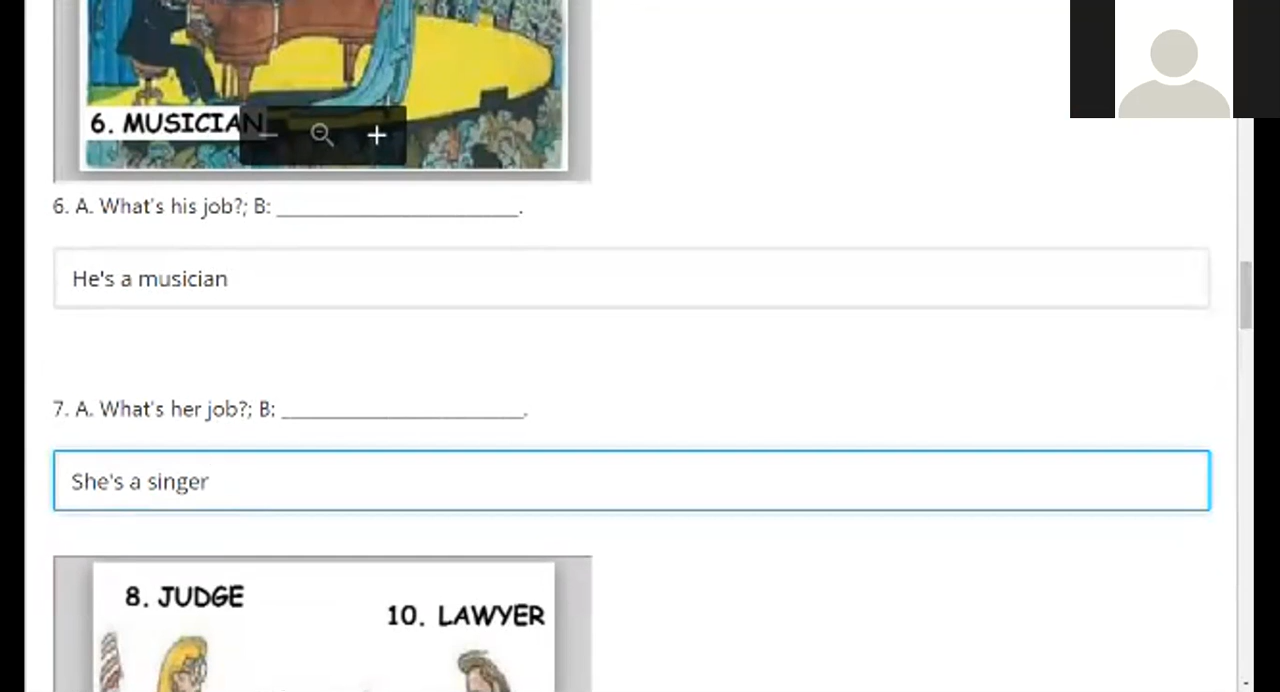 6. MUSICIAN
6. A. What's his job?; B: ______________________.
He's a musician
7. A. What's her job?; B: ______________________.
She's a singer
8. JUDGE
10. LAWYER